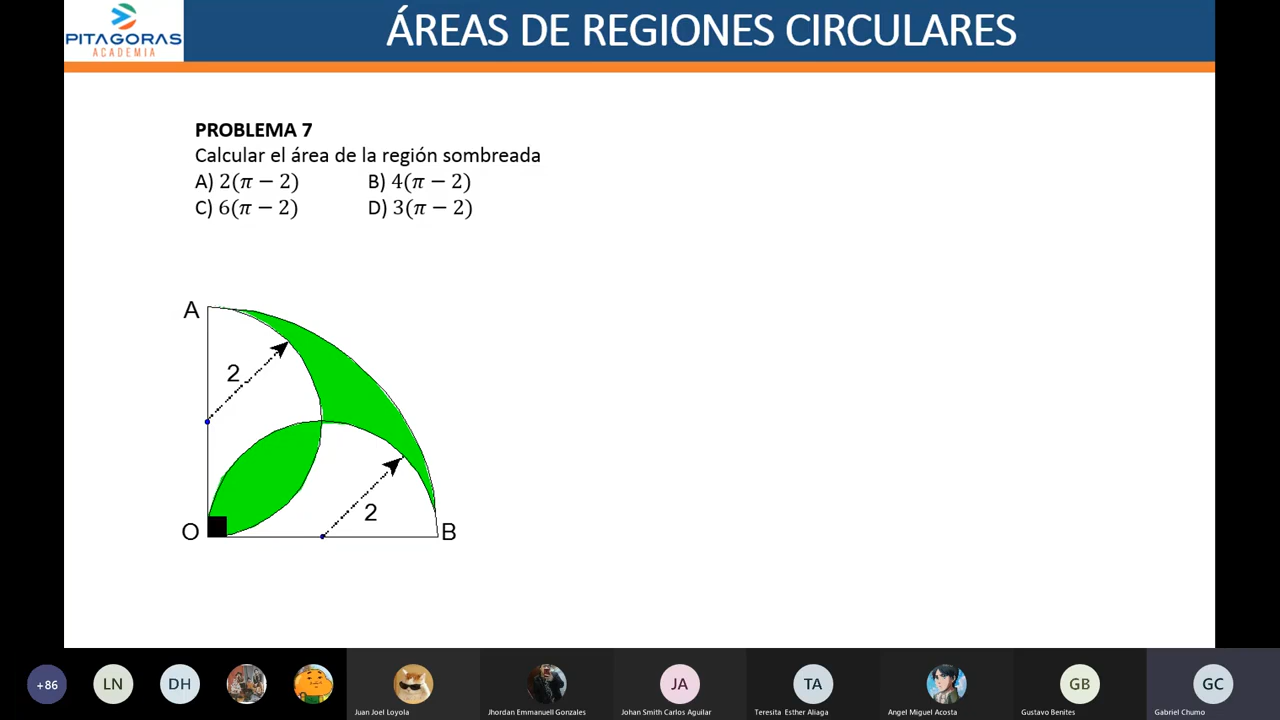 PITAGORAS
ACADEMIA
ÁREAS DE REGIONES CIRCULARES
PROBLEMA 7
Calcular el área de la región sombreada
A) 2(π − 2) B) 4(π − 2)
C) 6(π − 2) D) 3(π − 2)
A
2
2
O
B
+86
LN
DH
JA
TA
GB
GC
Juan Joel Loyola
Jhordan Emmanuell Gonzales
Johan Smith Carlos Aguilar
Teresita Esther Aliaga
Angel Miguel Acosta
Gustavo Benites
Gabriel Chumo